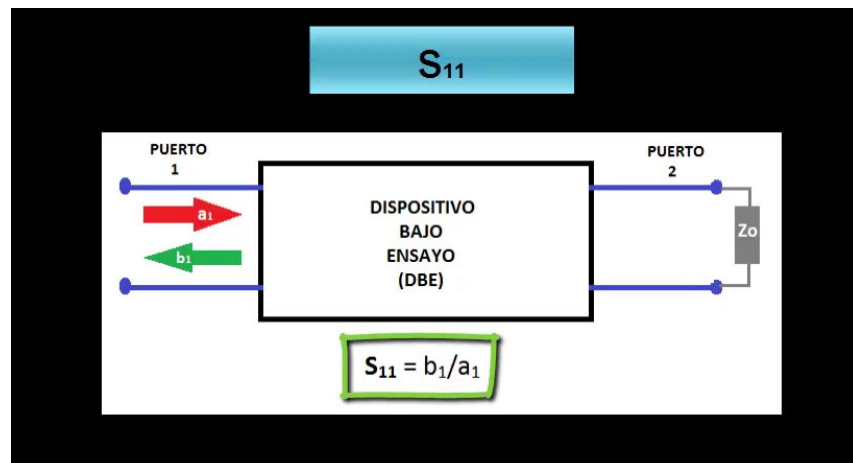 S₁₁
PUERTO
1
PUERTO
2
a₁
b₁
DISPOSITIVO
BAJO
ENSAYO
(DBE)
Zo
S₁₁ = b₁/a₁